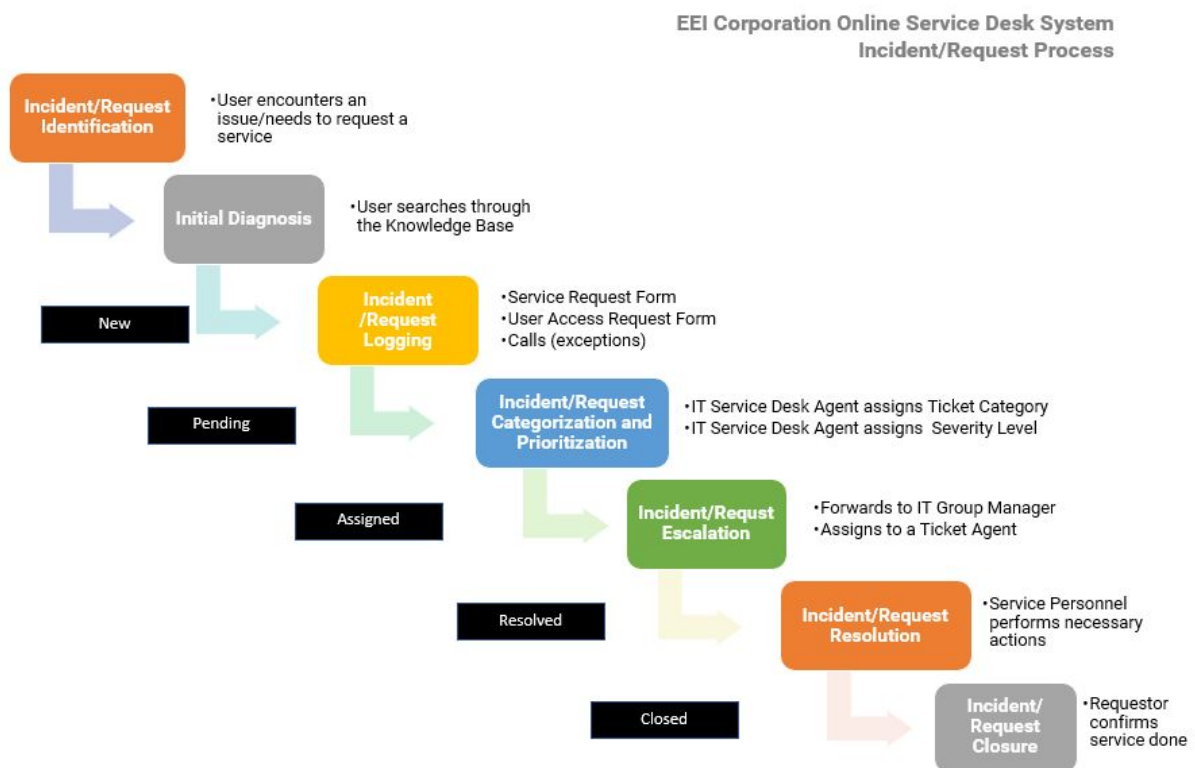 EEI Corporation Online Service Desk System
Incident/Request Process
Incident/Request
Identification
•User encounters an
issue/needs to request a
service
Initial Diagnosis
•User searches through
the Knowledge Base
New
Incident
/Request
Logging
•Service Request Form
•User Access Request Form
•Calls (exceptions)
Pending
Incident/Request
Categorization and
Prioritization
•IT Service Desk Agent assigns Ticket Category
•IT Service Desk Agent assigns Severity Level
Assigned
Incident/Requst
Escalation
•Forwards to IT Group Manager
•Assigns to a Ticket Agent
Resolved
Incident/Request
Resolution
•Service Personnel
performs necessary
actions
Closed
Incident/
Request
Closure
•Requestor
confirms
service done